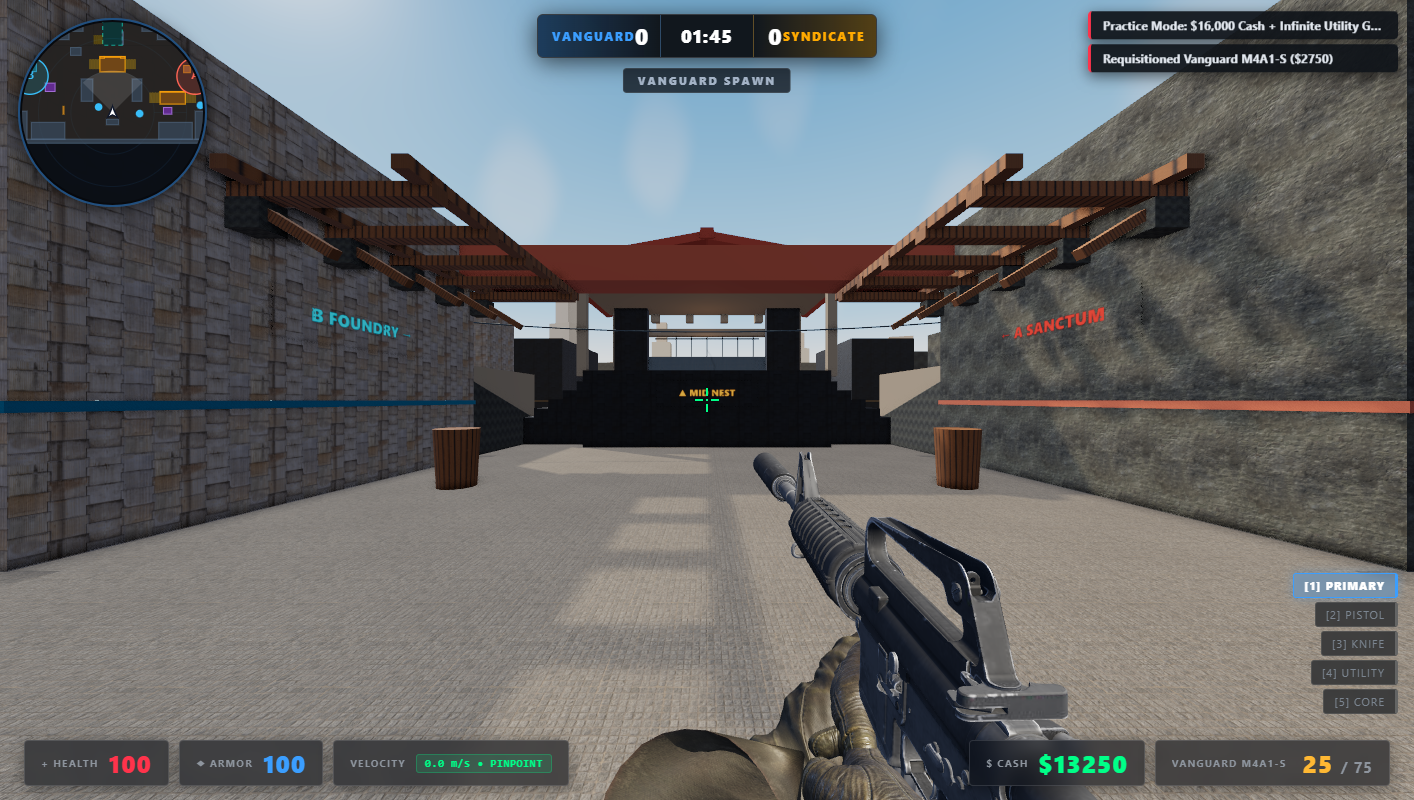 VANGUARD 0 01:45 0 SYNDICATE
VANGUARD SPAWN
Practice Mode: $16,000 Cash + Infinite Utility G...
Requisitioned Vanguard M4A1-S ($2750)
B
A
B FOUNDRY
A SANCTUM
▲ MID NEST
[1] PRIMARY
[2] PISTOL
[3] KNIFE
[4] UTILITY
[5] CORE
+ HEALTH 100
◆ ARMOR 100
VELOCITY 0.0 m/s • PINPOINT
$ CASH $13250
VANGUARD M4A1-S 25 / 75